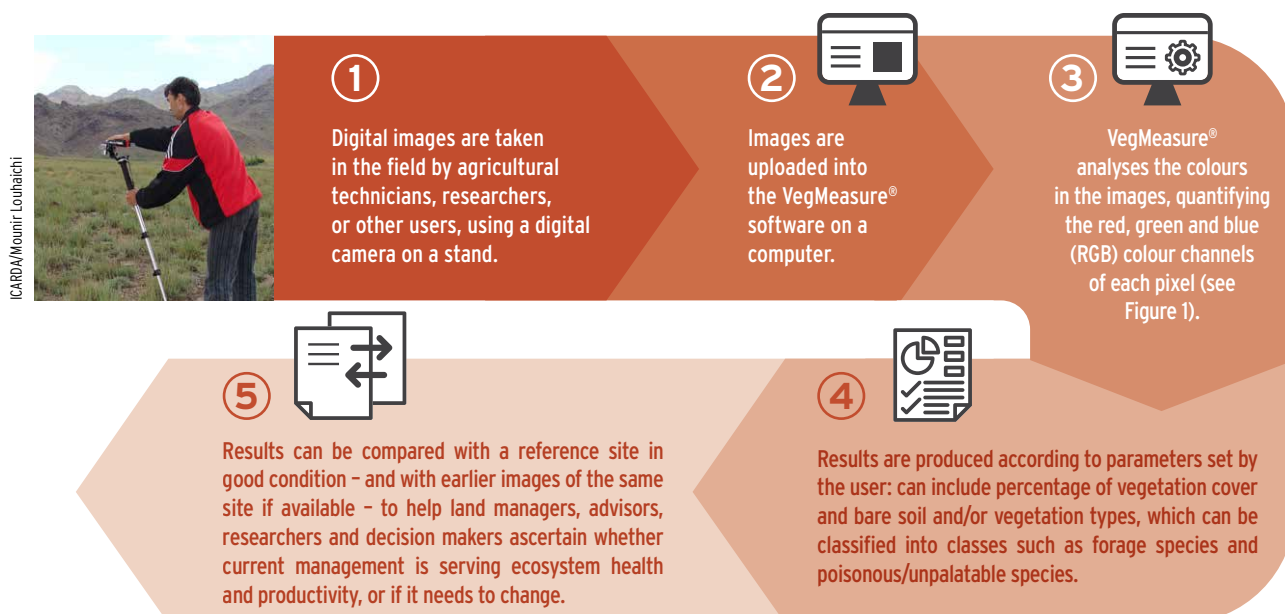 ICARDA/Mounir Louhaichi
1
Digital images are taken
in the field by agricultural
technicians, researchers,
or other users, using a digital
camera on a stand.
2
Images are
uploaded into
the VegMeasure®
software on a
computer.
3
VegMeasure®
analyses the colours
in the images, quantifying
the red, green and blue
(RGB) colour channels
of each pixel (see
Figure 1).
4
Results are produced according to parameters set by
the user: can include percentage of vegetation cover
and bare soil and/or vegetation types, which can be
classified into classes such as forage species and
poisonous/unpalatable species.
5
Results can be compared with a reference site in
good condition – and with earlier images of the same
site if available – to help land managers, advisors,
researchers and decision makers ascertain whether
current management is serving ecosystem health
and productivity, or if it needs to change.